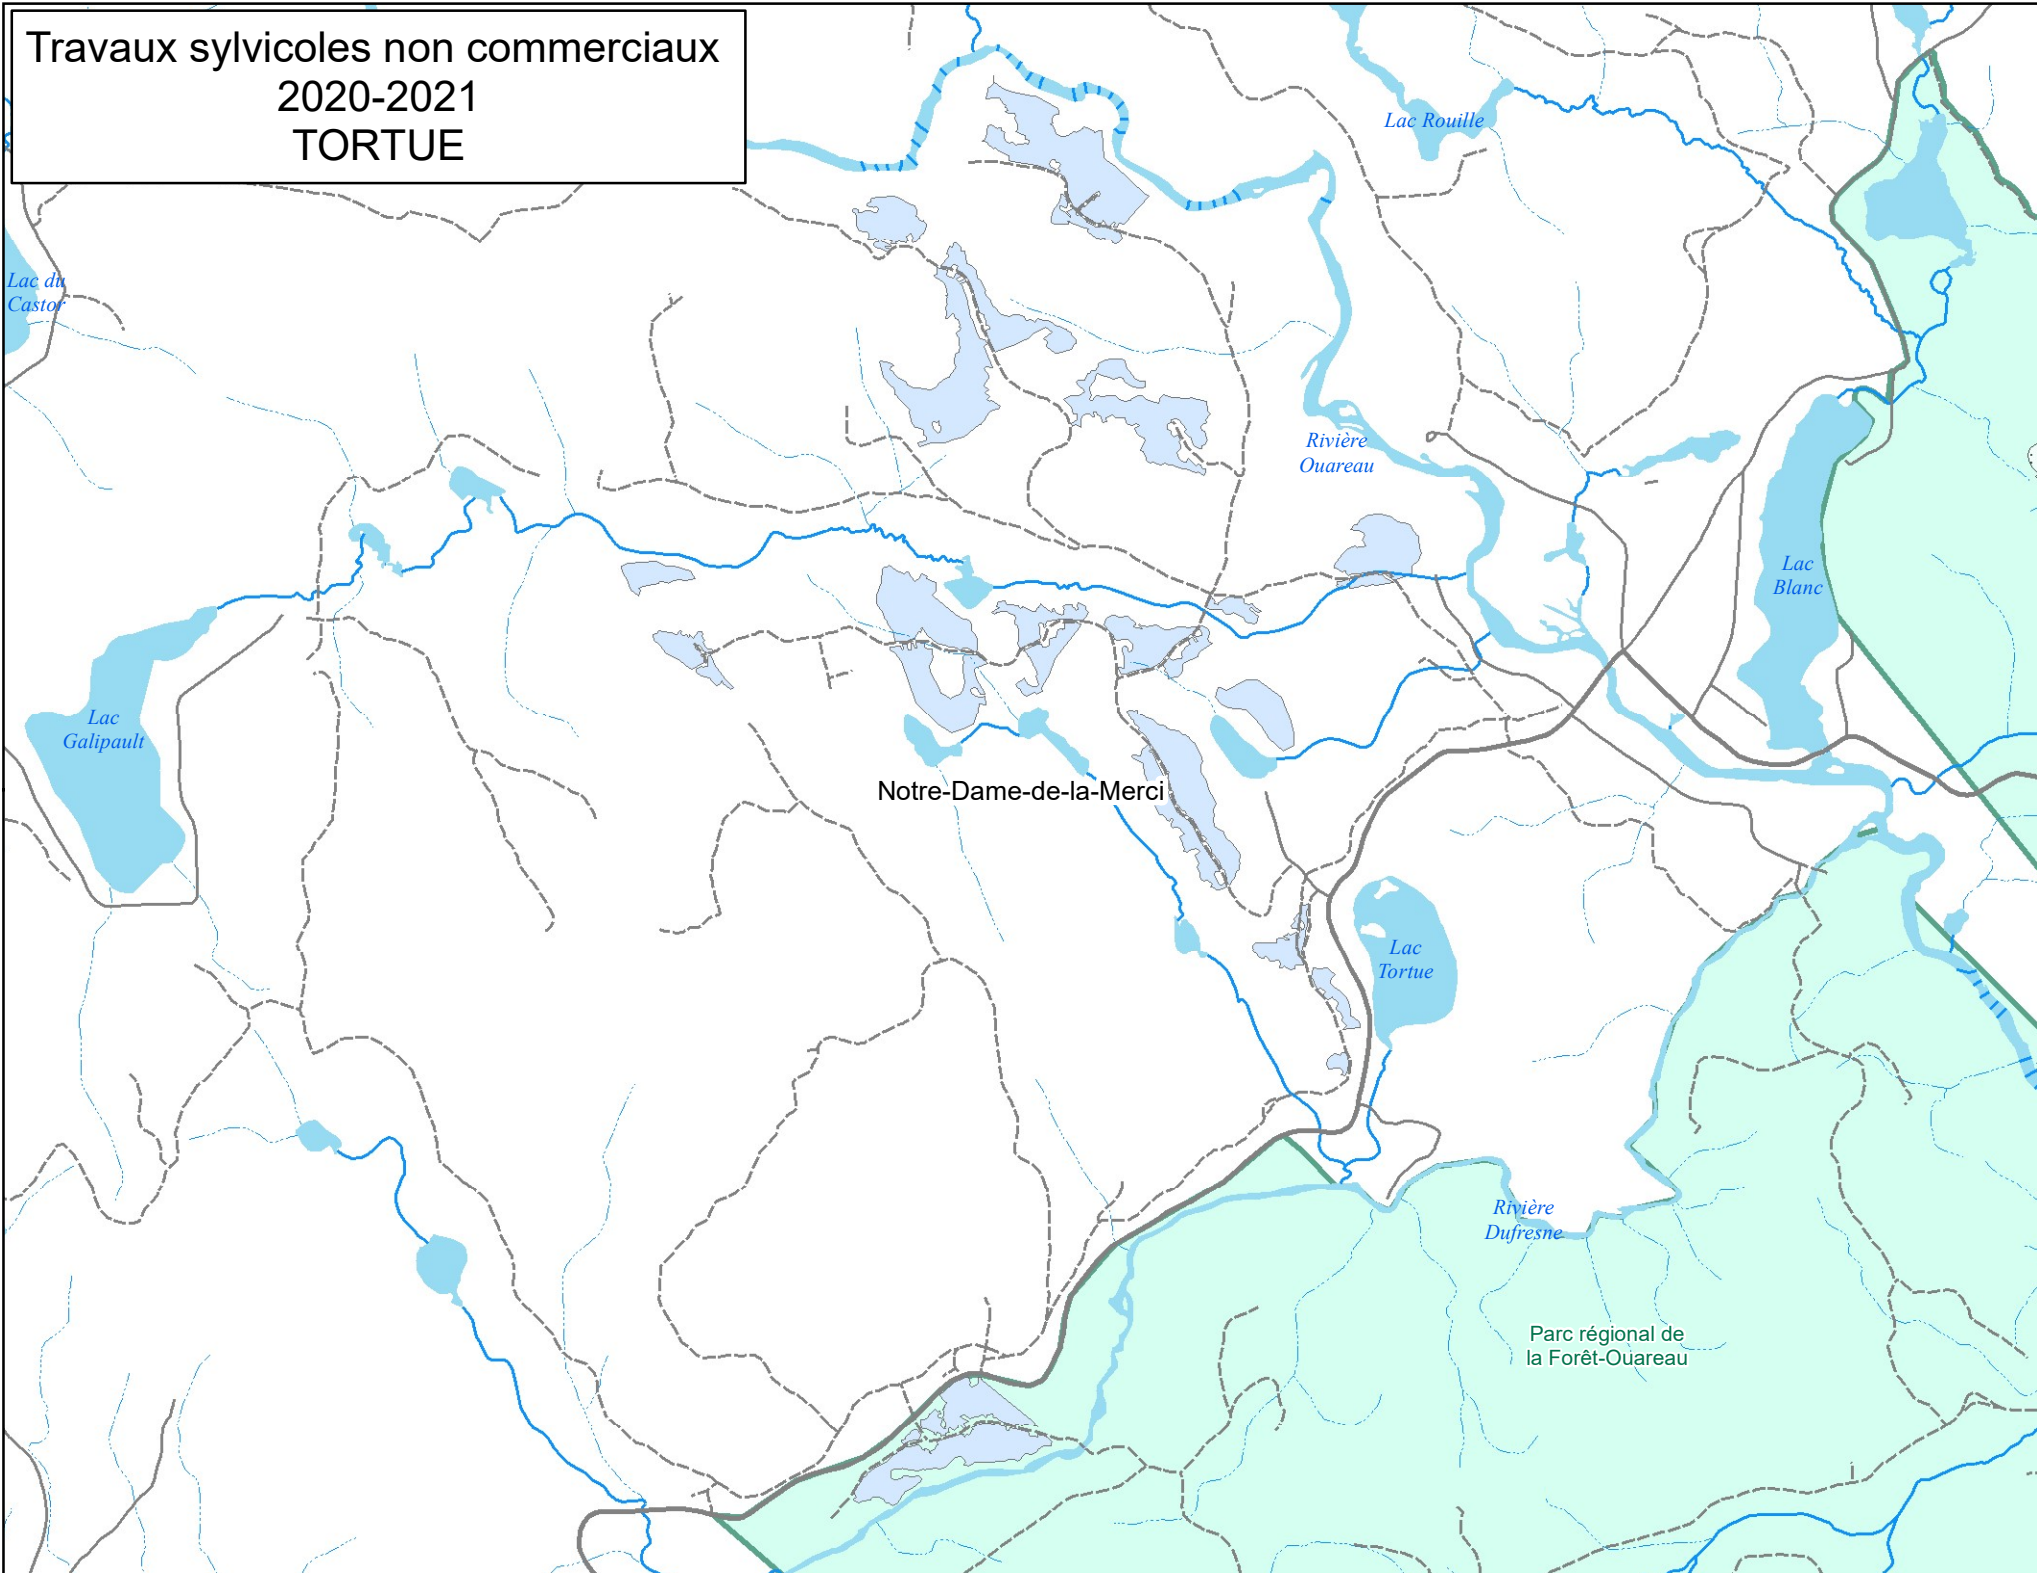 Travaux sylvicoles non commerciaux
2020-2021
TORTUE
Lac Rouille
Lac du
Castor
Rivière
Ouareau
Lac
Blanc
Lac
Galipault
Notre-Dame-de-la-Merci
Lac
Tortue
Rivière
Dufresne
Parc régional de
la Forêt-Ouareau